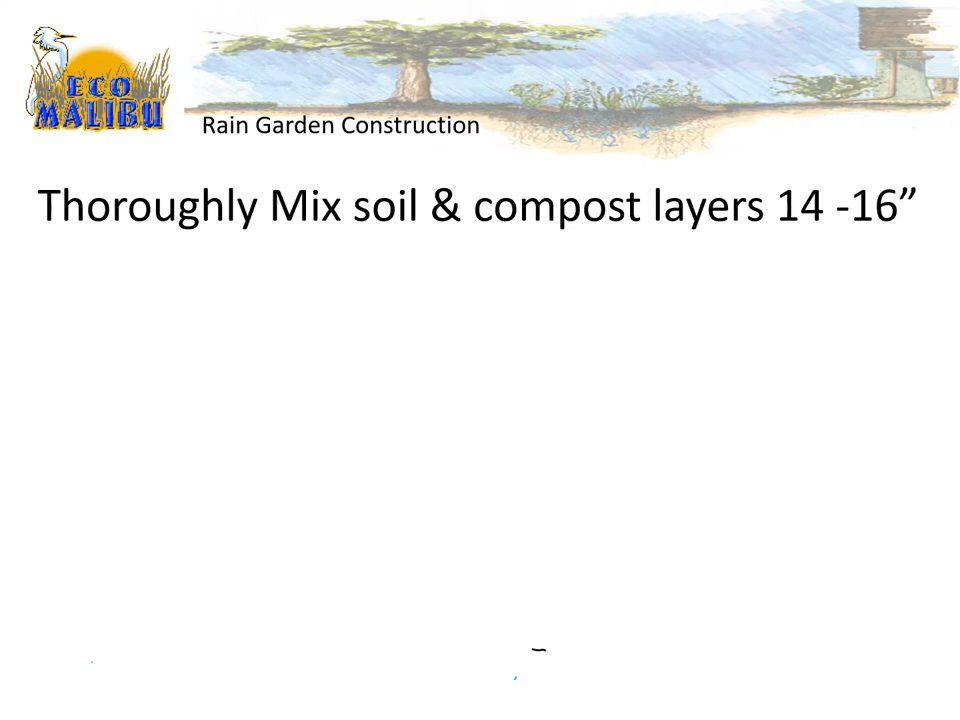 ECO
MALIBU
Rain Garden Construction
Thoroughly Mix soil & compost layers 14 -16”